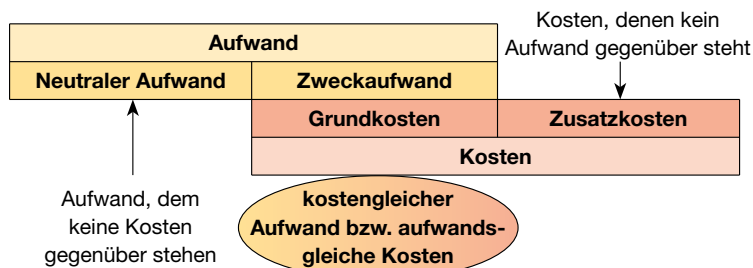 Kosten, denen kein
Aufwand gegenüber steht
Aufwand
Neutraler Aufwand
Zweckaufwand
Grundkosten
Zusatzkosten
Kosten
Aufwand, dem
keine Kosten
gegenüber stehen
kostengleicher
Aufwand bzw. aufwands-
gleiche Kosten